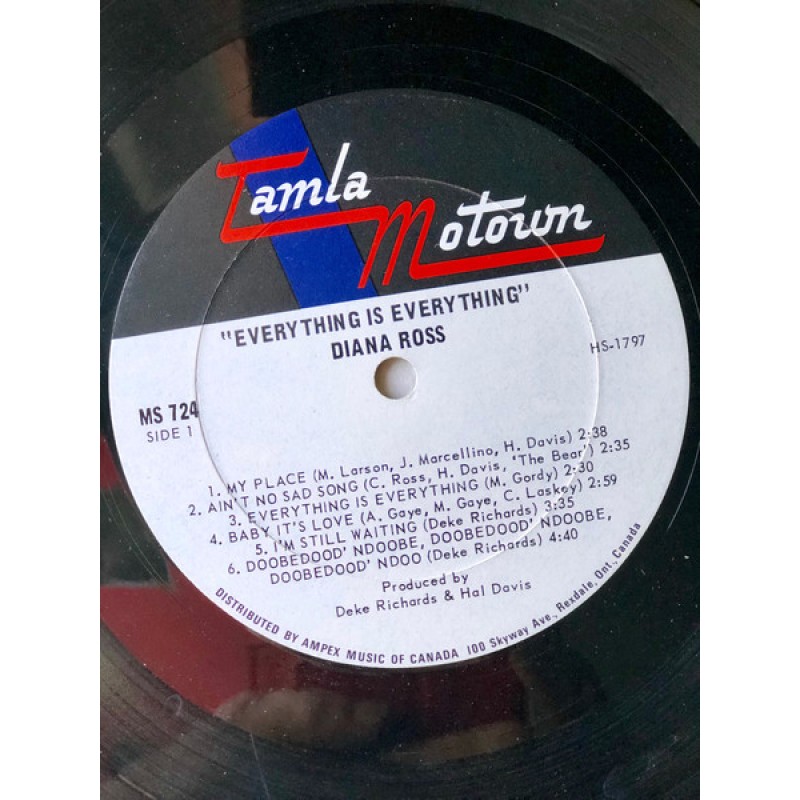 Tamla Motown
"EVERYTHING IS EVERYTHING"
DIANA ROSS
HS-1797
MS 724
SIDE 1
1. MY PLACE (M. Larson, J. Marcellino, H. Davis) 2:38
2. AIN'T NO SAD SONG (C. Ross, H. Davis, 'The Bear') 2:35
3. EVERYTHING IS EVERYTHING (M. Gordy) 2:30
4. BABY IT'S LOVE (A. Gaye, M. Gaye, C. Laskey) 2:59
5. I'M STILL WAITING (Deke Richards) 3:35
6. DOOBEDOOD' NDOOBE, DOOBEDOOD' NDOOBE,
DOOBEDOOD' NDOO (Deke Richards) 4:40
Produced by
Deke Richards & Hal Davis
DISTRIBUTED BY AMPEX MUSIC OF CANADA 100 Skyway Ave., Rexdale, Ont., Canada